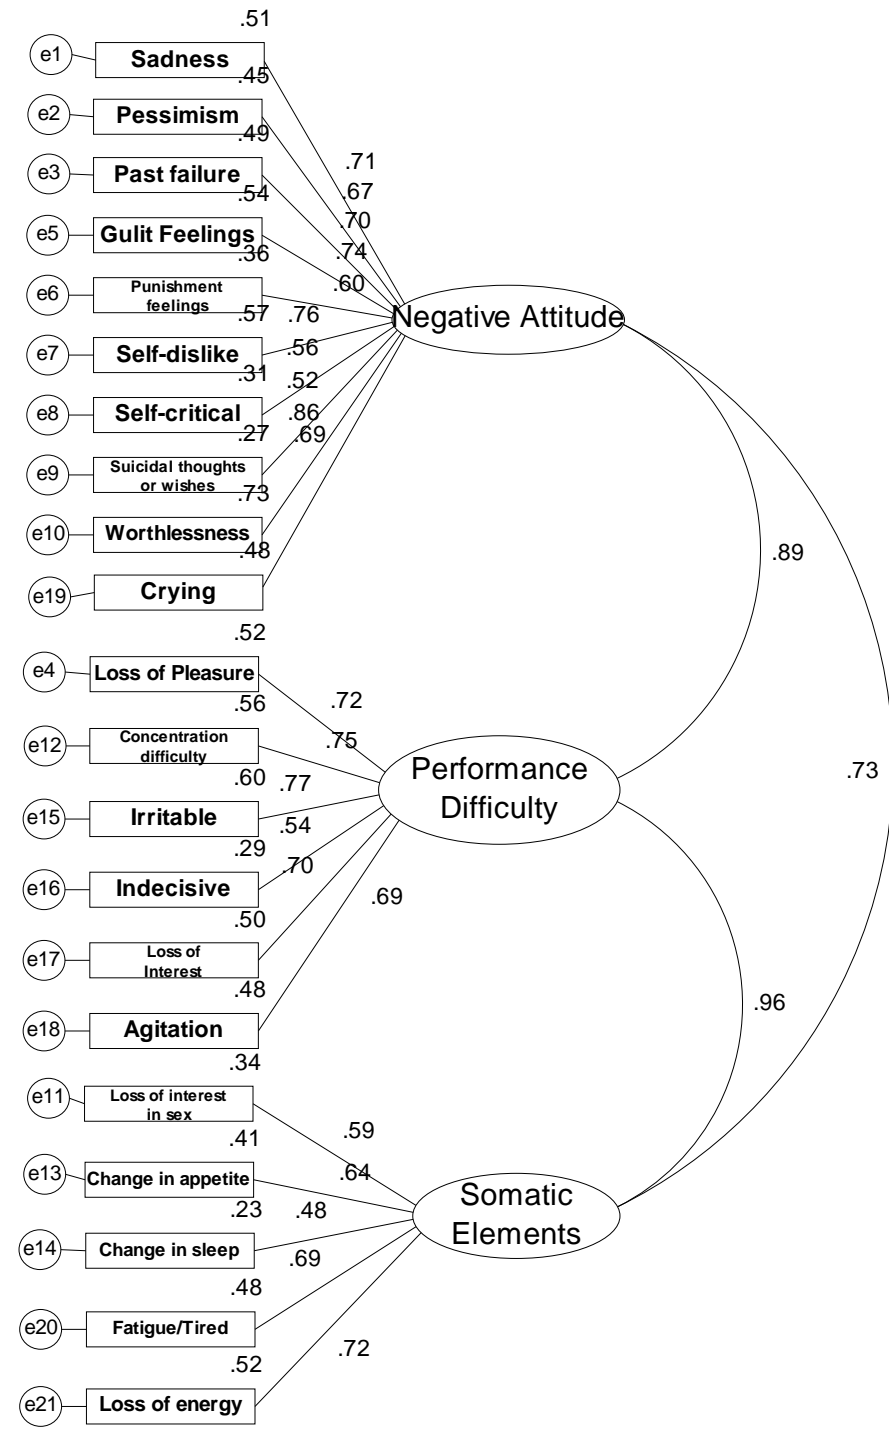 .51
e1
Sadness
.45
e2
Pessimism
.49
.71
e3
Past failure
.67
.54
.70
e5
Gulit Feelings
.74
.36
.60
e6
Punishment
feelings
.57
.76
Negative Attitude
e7
Self-dislike
.56
.31
.52
e8
Self-critical
.86
.27
.69
e9
Suicidal thoughts
or wishes
.73
e10
Worthlessness
.48
.89
e19
Crying
.52
e4
Loss of Pleasure
.56
.72
e12
Concentration
difficulty
.75
.60
.77
Performance
Difficulty
.73
e15
Irritable
.54
.29
.70
e16
Indecisive
.69
.50
e17
Loss of
Interest
.48
.96
e18
Agitation
.34
e11
Loss of interest
in sex
.41
.59
e13
Change in appetite
.64
.23
.48
Somatic
Elements
e14
Change in sleep
.69
.48
e20
Fatigue/Tired
.52
.72
e21
Loss of energy